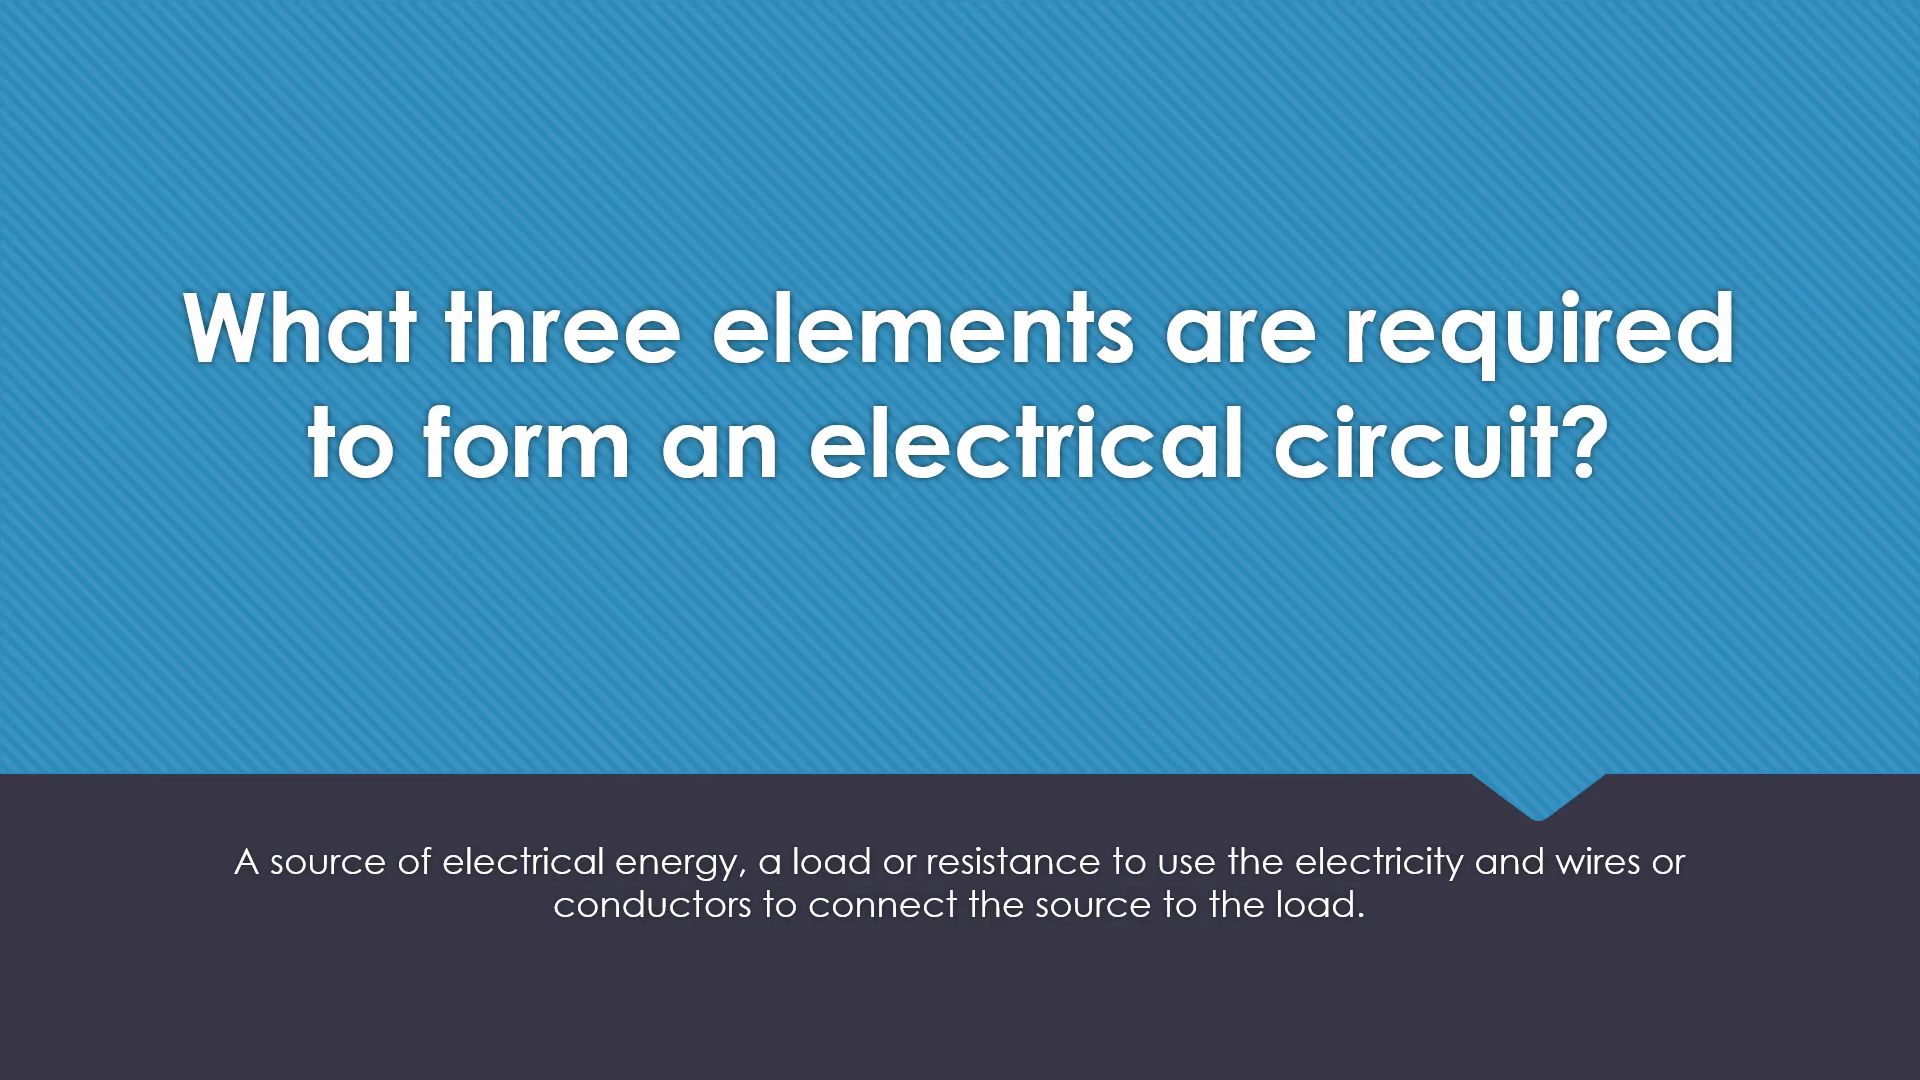 What three elements are required
to form an electrical circuit?
A source of electrical energy, a load or resistance to use the electricity and wires or
conductors to connect the source to the load.